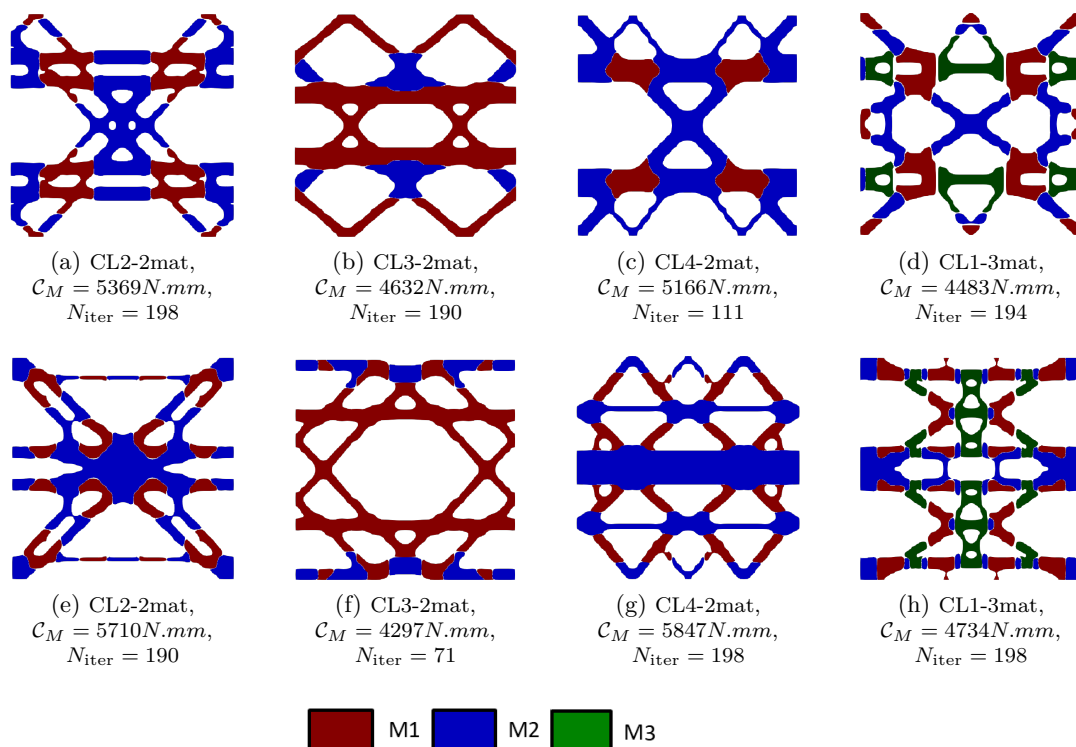 (a) CL2-2mat,
𝒞_M = 5369N.mm,
N_iter = 198
(b) CL3-2mat,
𝒞_M = 4632N.mm,
N_iter = 190
(c) CL4-2mat,
𝒞_M = 5166N.mm,
N_iter = 111
(d) CL1-3mat,
𝒞_M = 4483N.mm,
N_iter = 194
(e) CL2-2mat,
𝒞_M = 5710N.mm,
N_iter = 190
(f) CL3-2mat,
𝒞_M = 4297N.mm,
N_iter = 71
(g) CL4-2mat,
𝒞_M = 5847N.mm,
N_iter = 198
(h) CL1-3mat,
𝒞_M = 4734N.mm,
N_iter = 198
M1 M2 M3